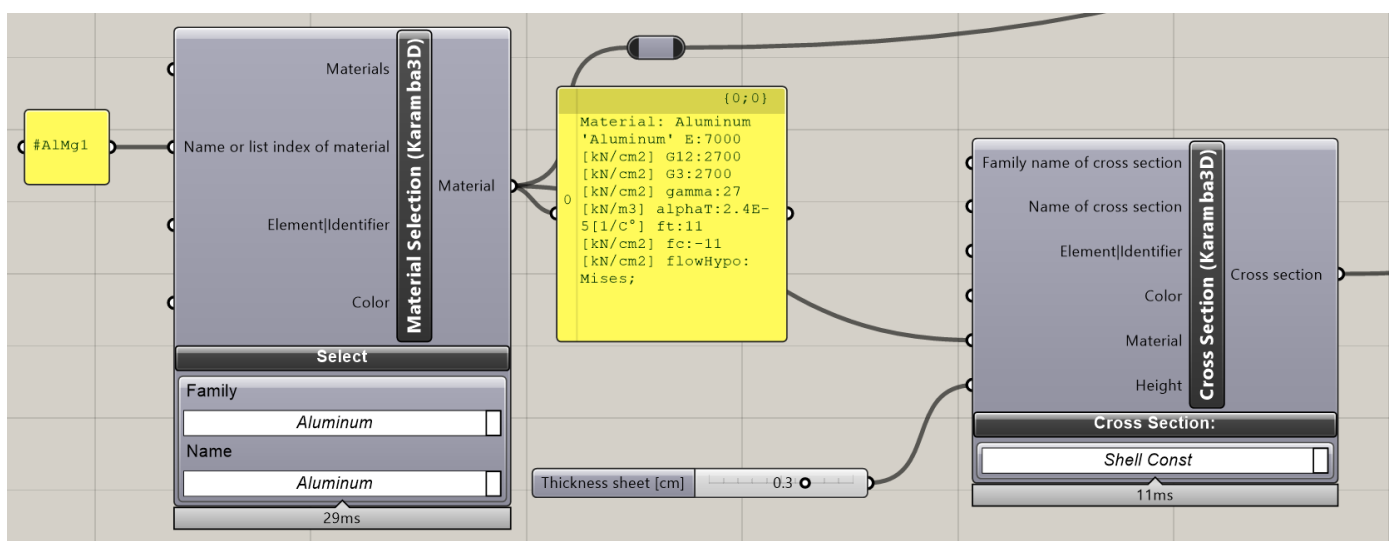 #AlMg1
Materials
Name or list index of material
Element|Identifier
Color
Material Selection (Karamba3D)
Material
Select
Family
Aluminum
Name
Aluminum
29ms
{0;0}
0
Material: Aluminum
'Aluminum' E:7000
[kN/cm2] G12:2700
[kN/cm2] G3:2700
[kN/cm2] gamma:27
[kN/m3] alphaT:2.4E-
5[1/C°] ft:11
[kN/cm2] fc:-11
[kN/cm2] flowHypo:
Mises;
Thickness sheet [cm]
0.3
Family name of cross section
Name of cross section
Element|Identifier
Color
Material
Height
Cross Section (Karamba3D)
Cross section
Cross Section:
Shell Const
11ms